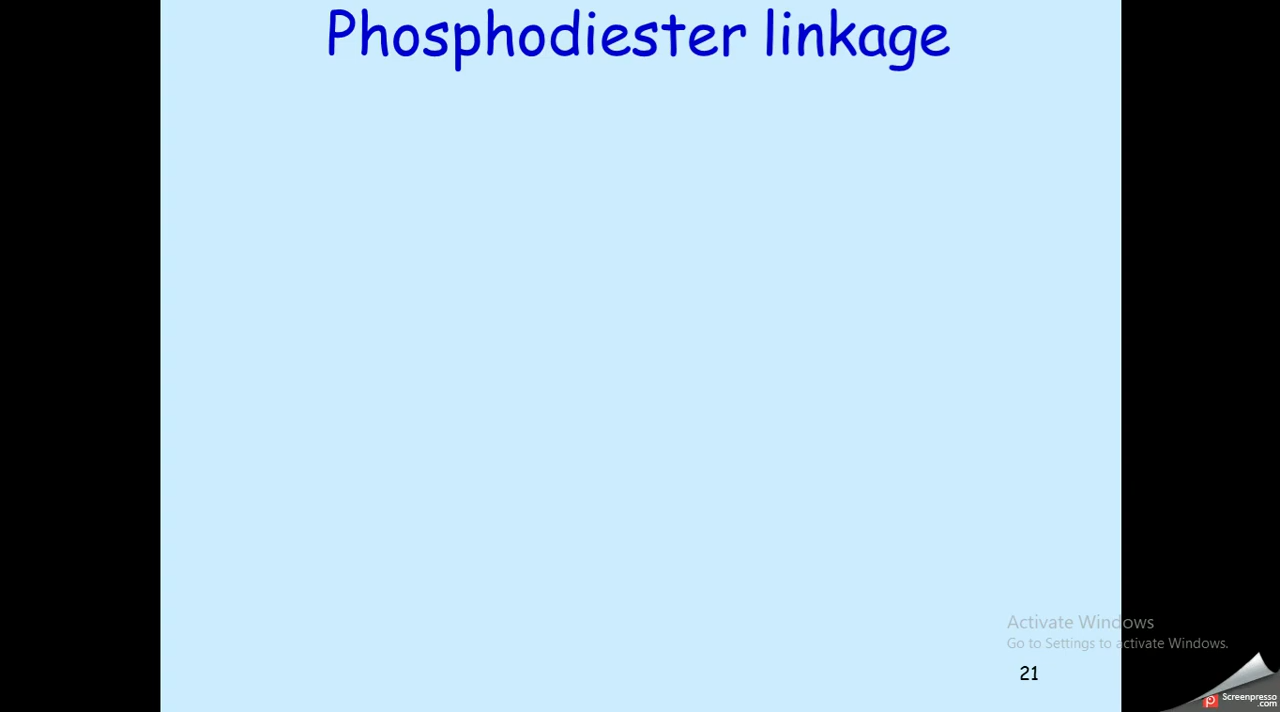 Phosphodiester linkage
Activate Windows
Go to Settings to activate Windows.
21
Screenpresso
.com